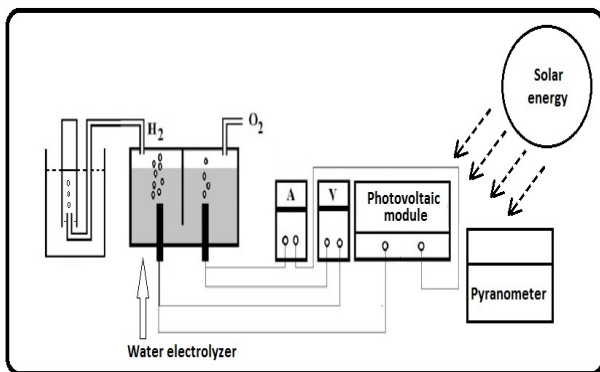 Solar
energy
H2
O2
A
V
Photovoltaic
module
Pyranometer
Water electrolyzer